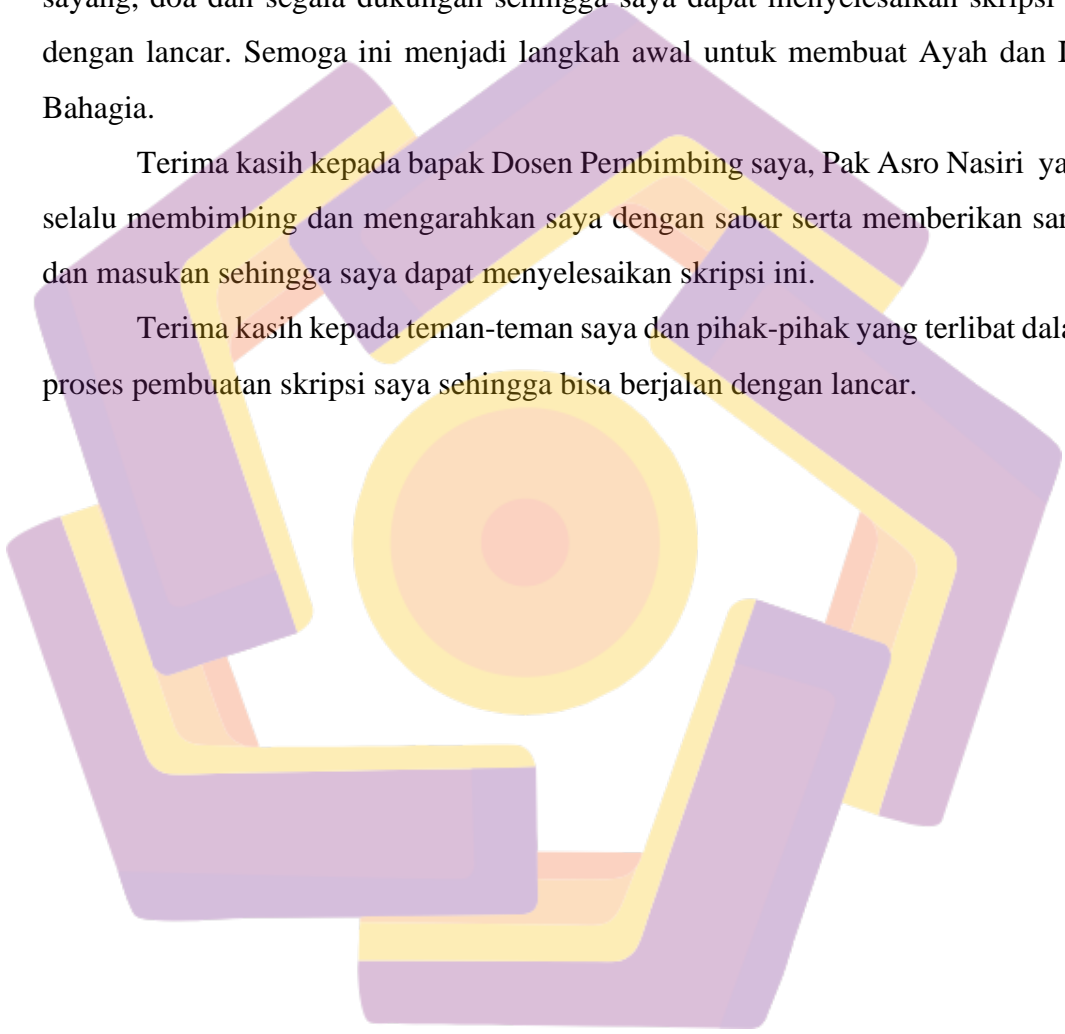 sayang, doa dan segala dukungan sehingga saya dapat menyelesaikan skripsi
dengan lancar. Semoga ini menjadi langkah awal untuk membuat Ayah dan
Bahagia.
Terima kasih kepada bapak Dosen Pembimbing saya, Pak Asro Nasiri
selalu membimbing dan mengarahkan saya dengan sabar serta memberikan
dan masukan sehingga saya dapat menyelesaikan skripsi ini.
Terima kasih kepada teman-teman saya dan pihak-pihak yang terlibat
proses pembuatan skripsi saya sehingga bisa berjalan dengan lancar.